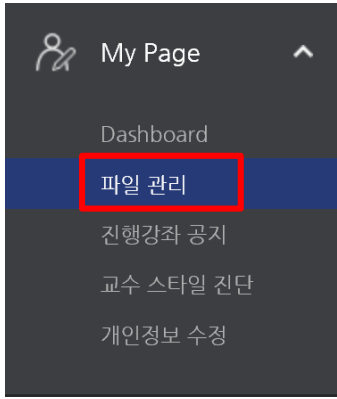 My Page
Dashboard
파일 관리
진행강좌 공지
교수 스타일 진단
개인정보 수정